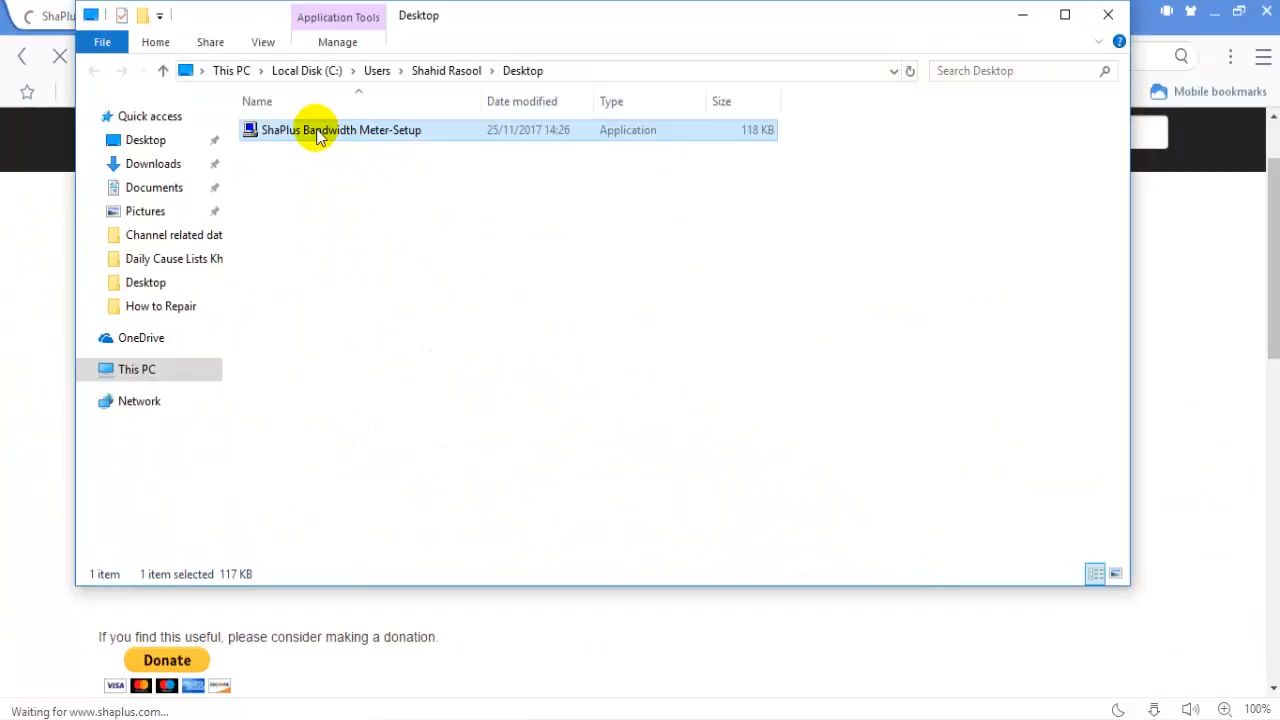 ShaPlu
Application Tools
Desktop
File
Home
Share
View
Manage
This PC > Local Disk (C:) > Users > Shahid Rasool > Desktop
Search Desktop
Mobile bookmarks
Name
Date modified
Type
Size
ShaPlus Bandwidth Meter-Setup
25/11/2017 14:26
Application
118 KB
Quick access
Desktop
Downloads
Documents
Pictures
Channel related dat
Daily Cause Lists Kh
Desktop
How to Repair
OneDrive
This PC
Network
1 item
1 item selected 117 KB
If you find this useful, please consider making a donation.
Donate
VISA
DISCOVER
Waiting for www.shaplus.com...
100%